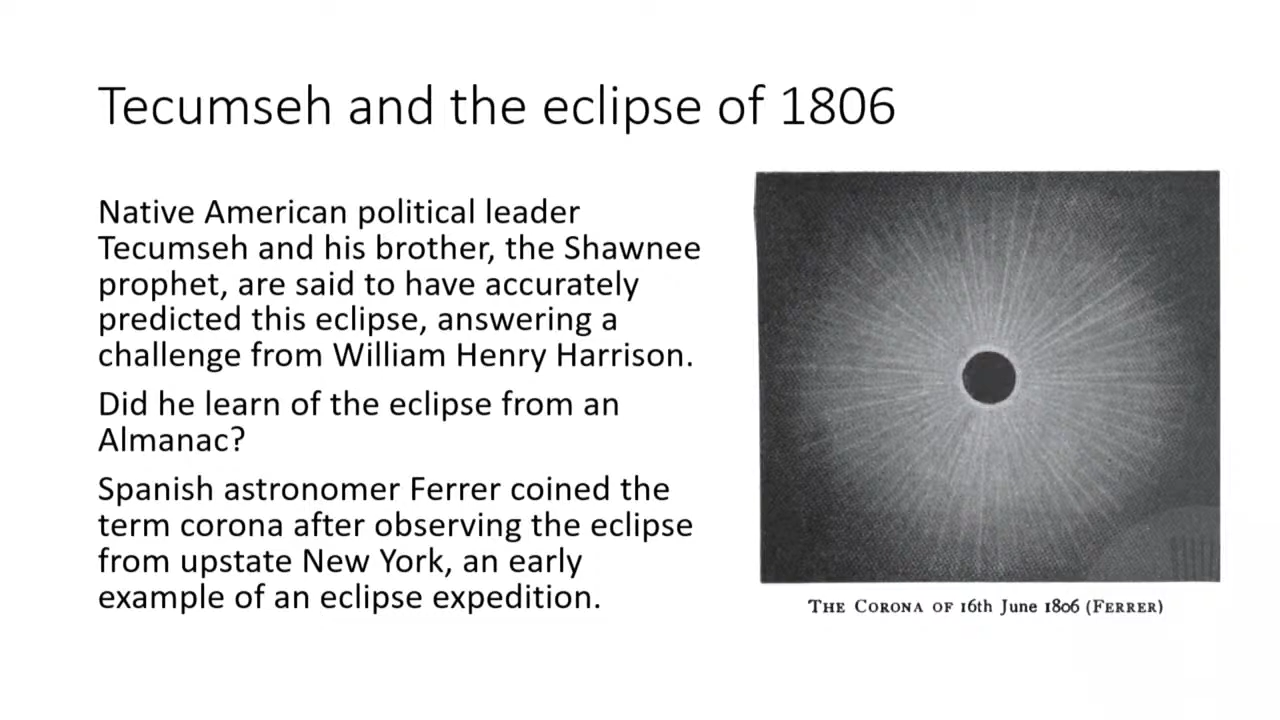 Tecumseh and the eclipse of 1806
Native American political leader
Tecumseh and his brother, the Shawnee
prophet, are said to have accurately
predicted this eclipse, answering a
challenge from William Henry Harrison.
Did he learn of the eclipse from an
Almanac?
Spanish astronomer Ferrer coined the
term corona after observing the eclipse
from upstate New York, an early
example of an eclipse expedition.
The Corona of 16th June 1806 (Ferrer)